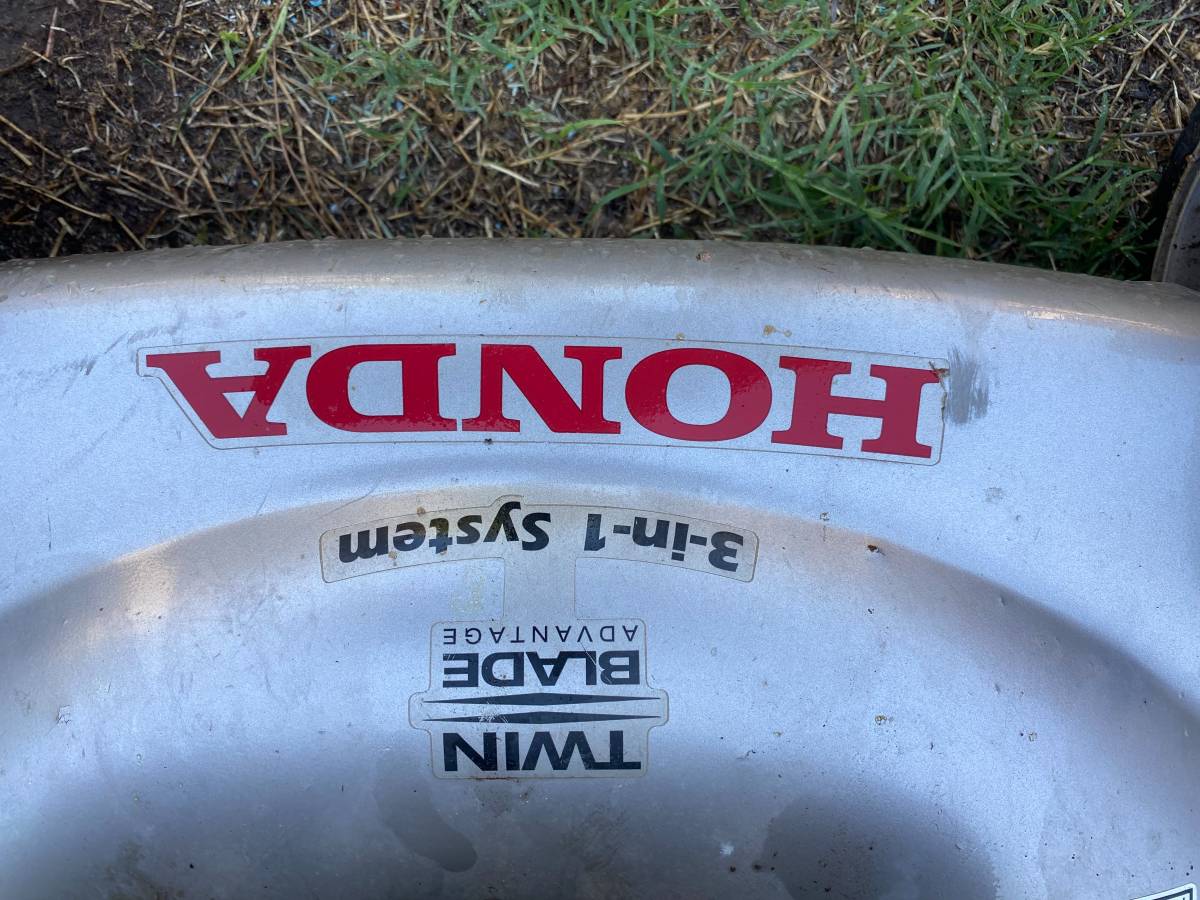 HONDA
3-in-1 System
TWIN
BLADE
ADVANTAGE